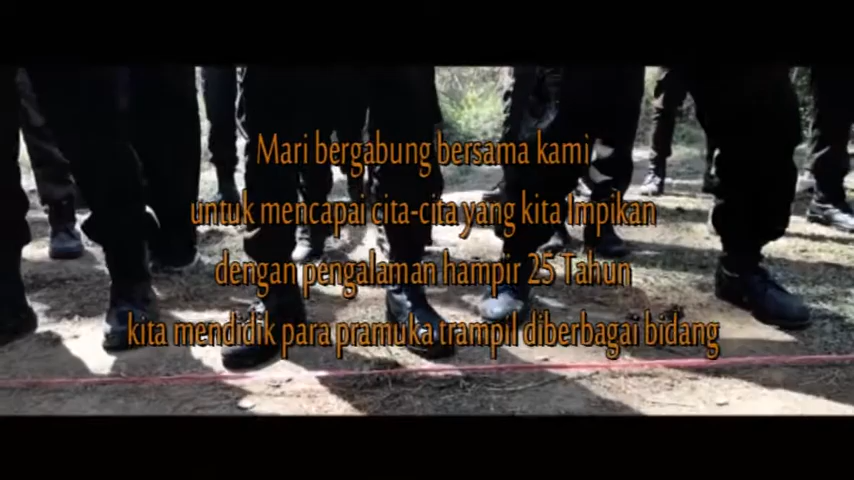 Mari bergabung bersama kami
untuk mencapai cita-cita yang kita Impikan
dengan pengalaman hampir 25 Tahun
kita mendidik para pramuka trampil diberbagai bidang